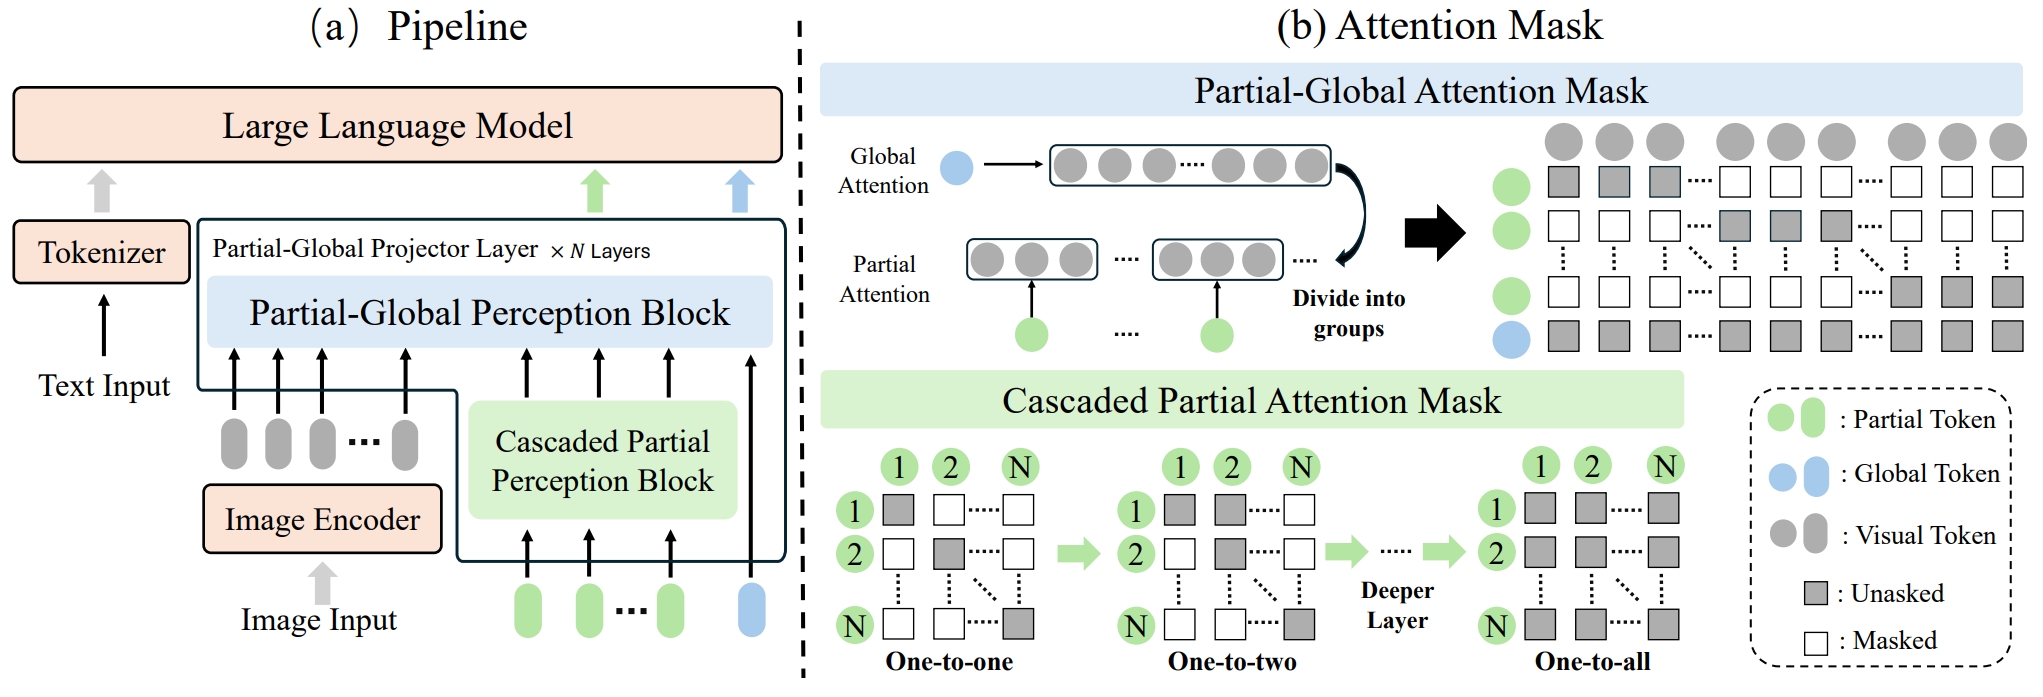 (a) Pipeline
Large Language Model
Tokenizer
Text Input
Partial-Global Projector Layer × N Layers
Partial-Global Perception Block
Cascaded Partial
Perception Block
Image Encoder
Image Input
(b) Attention Mask
Partial-Global Attention Mask
Global
Attention
Partial
Attention
Divide into
groups
Cascaded Partial Attention Mask
1 2 N
1
2
N
One-to-one
1 2 N
1
2
N
One-to-two
Deeper
Layer
1 2 N
1
2
N
One-to-all
: Partial Token
: Global Token
: Visual Token
: Unasked
: Masked